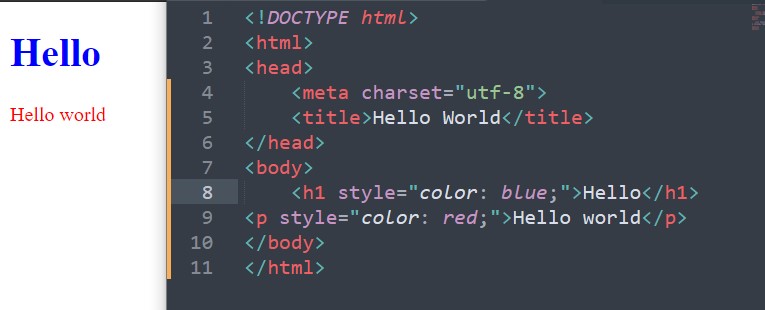 Hello
Hello world
1 <!DOCTYPE html>
2 <html>
3 <head>
4     <meta charset="utf-8">
5     <title>Hello World</title>
6 </head>
7 <body>
8     <h1 style="color: blue;">Hello</h1>
9 <p style="color: red;">Hello world</p>
10 </body>
11 </html>